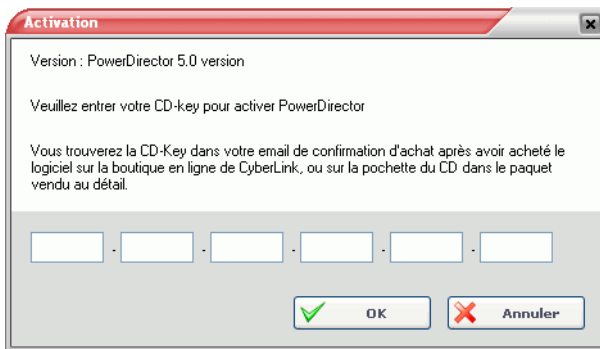 Activation
Version : PowerDirector 5.0 version
Veuillez entrer votre CD-key pour activer PowerDirector
Vous trouverez la CD-Key dans votre email de confirmation d'achat après avoir acheté le
logiciel sur la boutique en ligne de CyberLink, ou sur la pochette du CD dans le paquet
vendu au détail.
- - - - -
OK Annuler